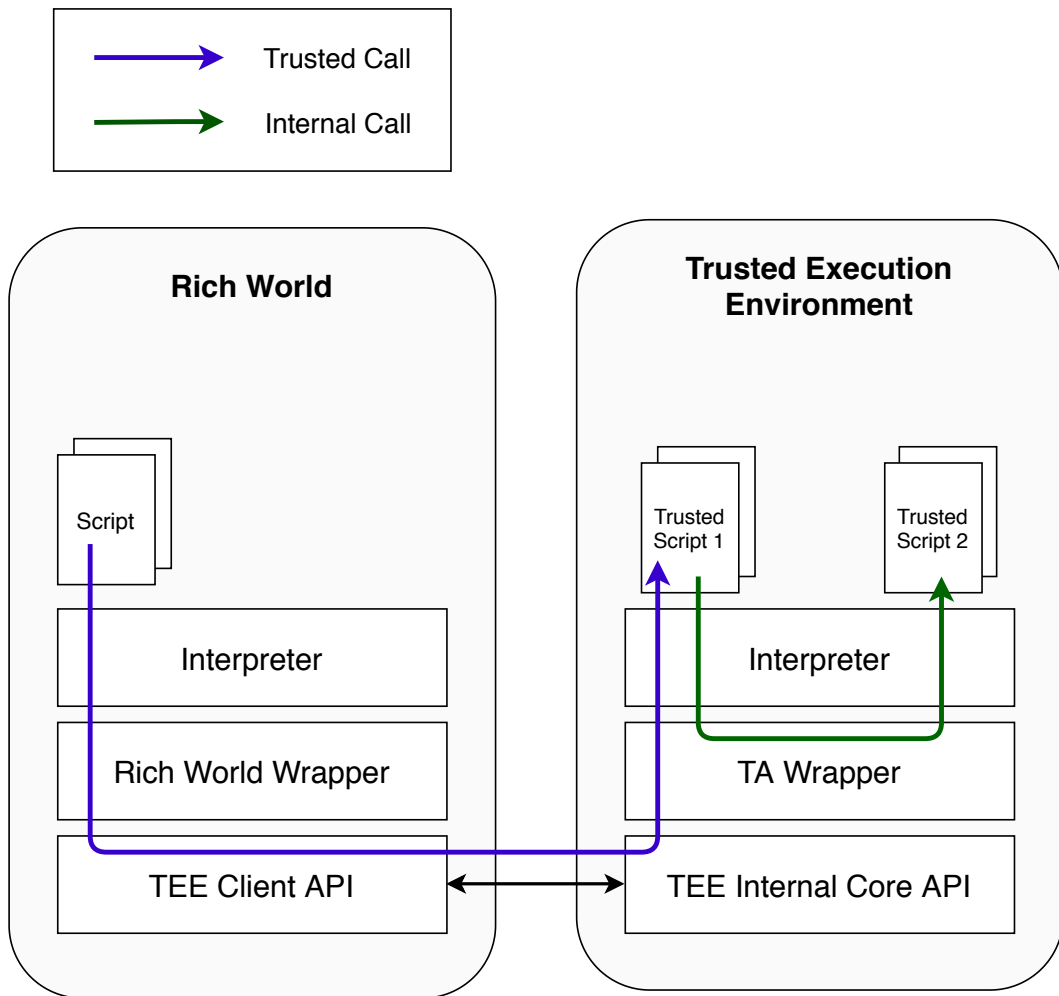 Trusted Call
Internal Call
Rich World
Script
Interpreter
Rich World Wrapper
TEE Client API
Trusted Execution
Environment
Trusted
Script 1
Trusted
Script 2
Interpreter
TA Wrapper
TEE Internal Core API